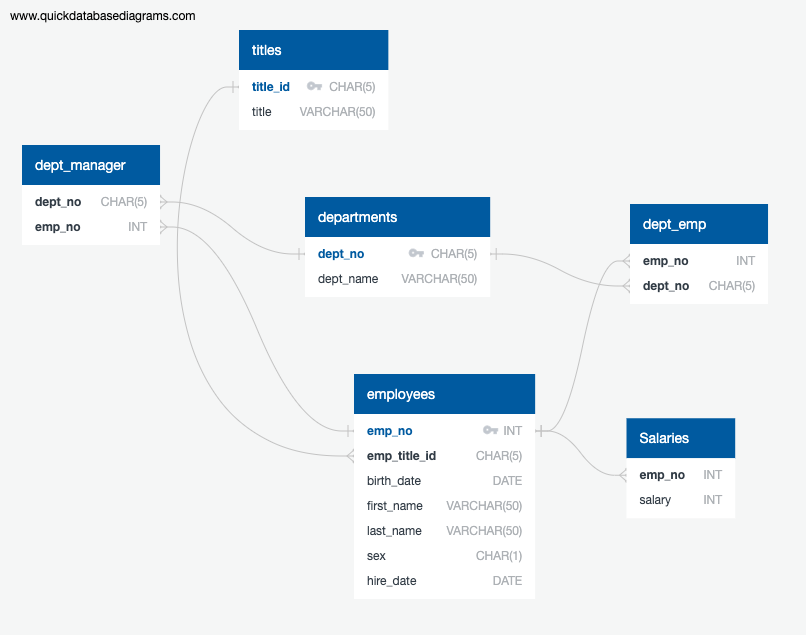 www.quickdatabasediagrams.com
titles
title_id CHAR(5)
title VARCHAR(50)
dept_manager
dept_no CHAR(5)
emp_no INT
departments
dept_no CHAR(5)
dept_name VARCHAR(50)
dept_emp
emp_no INT
dept_no CHAR(5)
employees
emp_no INT
emp_title_id CHAR(5)
birth_date DATE
first_name VARCHAR(50)
last_name VARCHAR(50)
sex CHAR(1)
hire_date DATE
Salaries
emp_no INT
salary INT